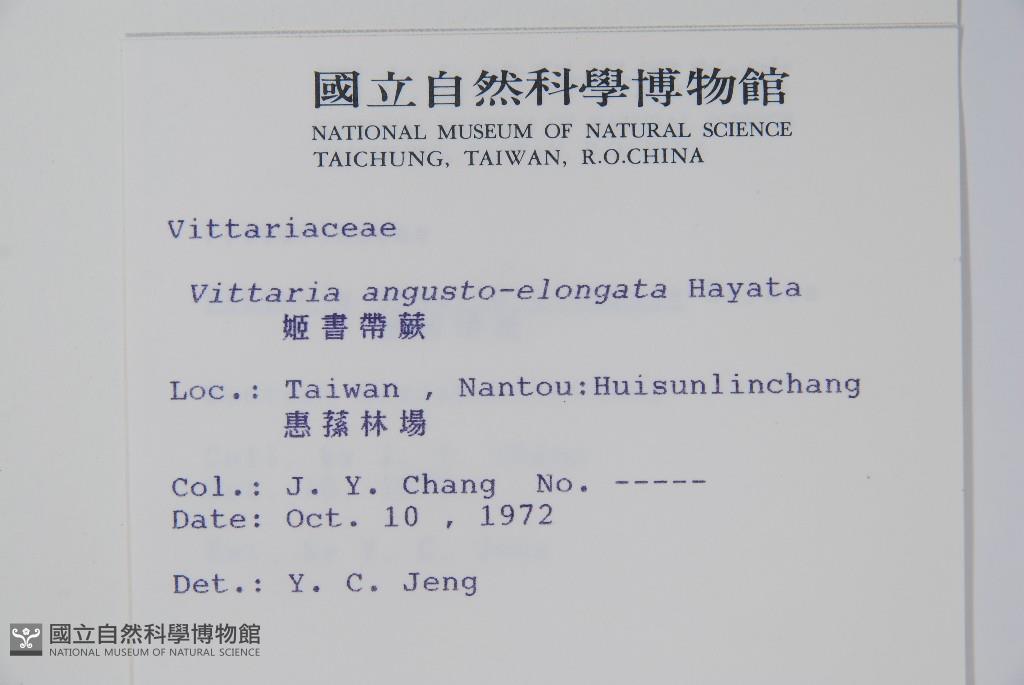 國立自然科學博物館
NATIONAL MUSEUM OF NATURAL SCIENCE
TAICHUNG, TAIWAN, R.O.CHINA
Vittariaceae
Vittaria angusto-elongata Hayata
姬書帶蕨
Loc.: Taiwan , Nantou:Huisunlinchang
惠蓀林場
Col.: J. Y. Chang No. -----
Date: Oct. 10 , 1972
Det.: Y. C. Jeng
國立自然科學博物館
NATIONAL MUSEUM OF NATURAL SCIENCE